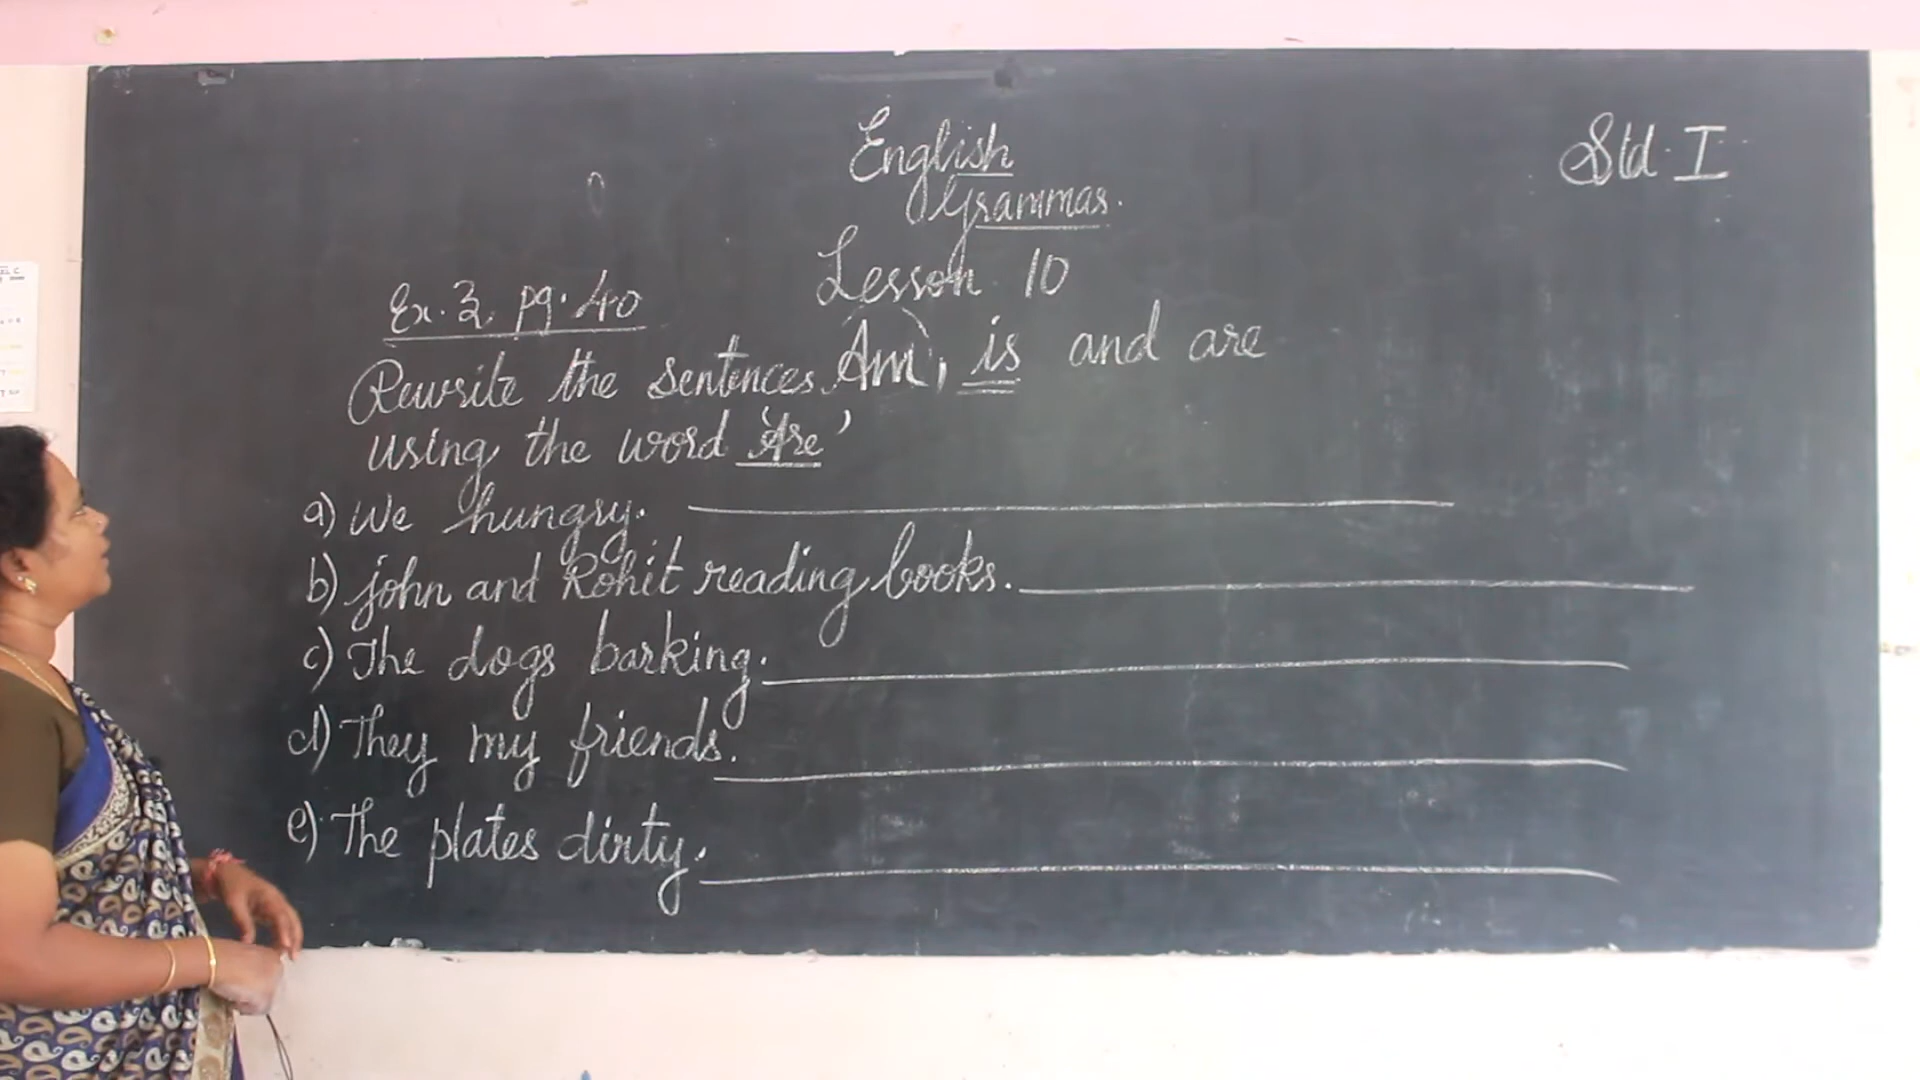 English
Grammar.
Std. I
Lesson 10
Am, is and are
Ex. 3. pg. 40
Rewrite the sentences
using the word 'Are'
a) We hungry.
b) john and Rohit reading books.
c) The dogs barking.
d) They my friends.
e) The plates dirty.